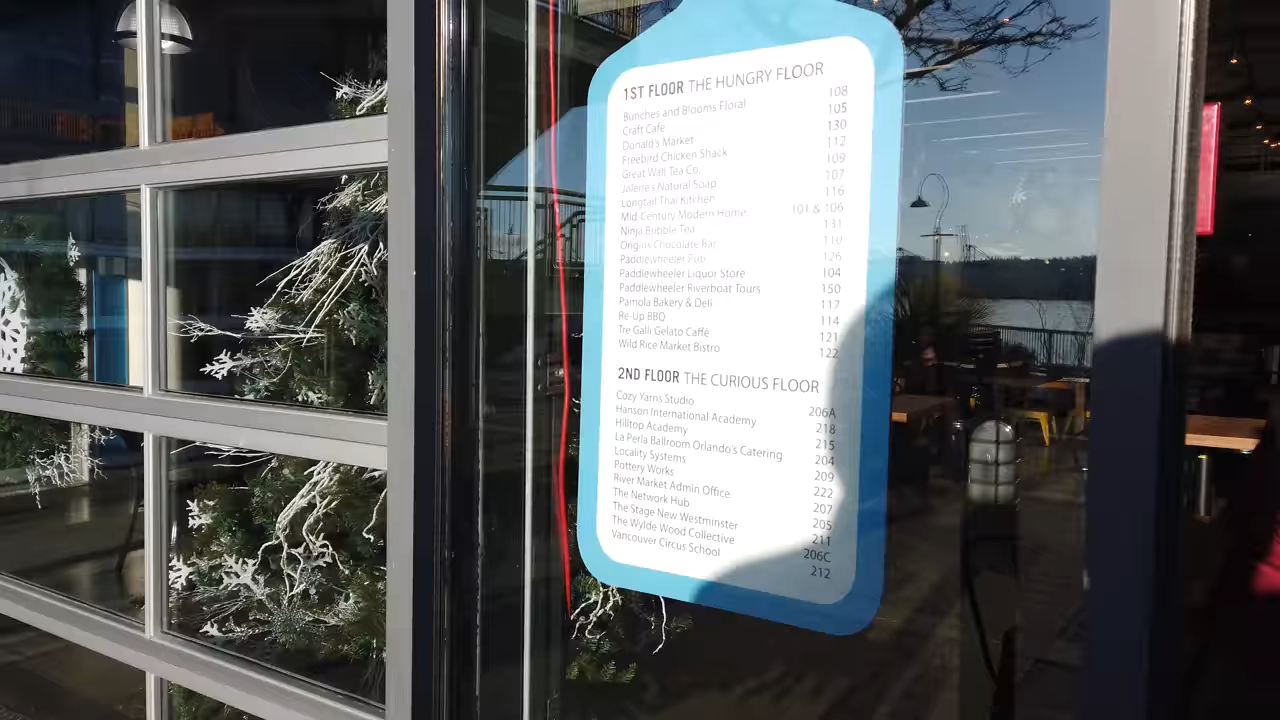 1ST FLOOR THE HUNGRY FLOOR
Bunches and Blooms Floral 108
Craft Cafe 105
Donald's Market 130
Freebird Chicken Shack 112
Great Wall Tea Co. 109
Jolene's Natural Soap 107
Longtail Thai Kitchen 116
Mid Century Modern Home 101 & 106
Ninja Bubble Tea 131
Origins Chocolate Bar 110
Paddlewheeler Pub 126
Paddlewheeler Liquor Store 104
Paddlewheeler Riverboat Tours 150
Pamola Bakery & Deli 117
Re-Up BBQ 114
Tre Galli Gelato Caffè 121
Wild Rice Market Bistro 122
2ND FLOOR THE CURIOUS FLOOR
Cozy Yarns Studio 206A
Hanson International Academy 218
Hilltop Academy 215
La Perla Ballroom Orlando's Catering 204
Locality Systems 209
Pottery Works 222
River Market Admin Office 207
The Network Hub 205
The Stage New Westminster 211
The Wylde Wood Collective 206C
Vancouver Circus School 212